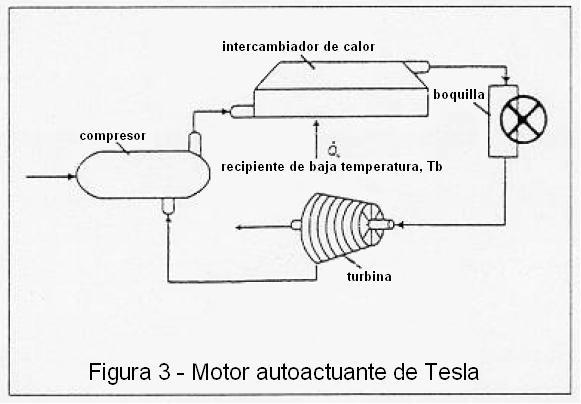 intercambiador de calor
boquilla
compresor
Q̇
recipiente de baja temperatura, Tb
turbina
Figura 3 - Motor autoactuante de Tesla